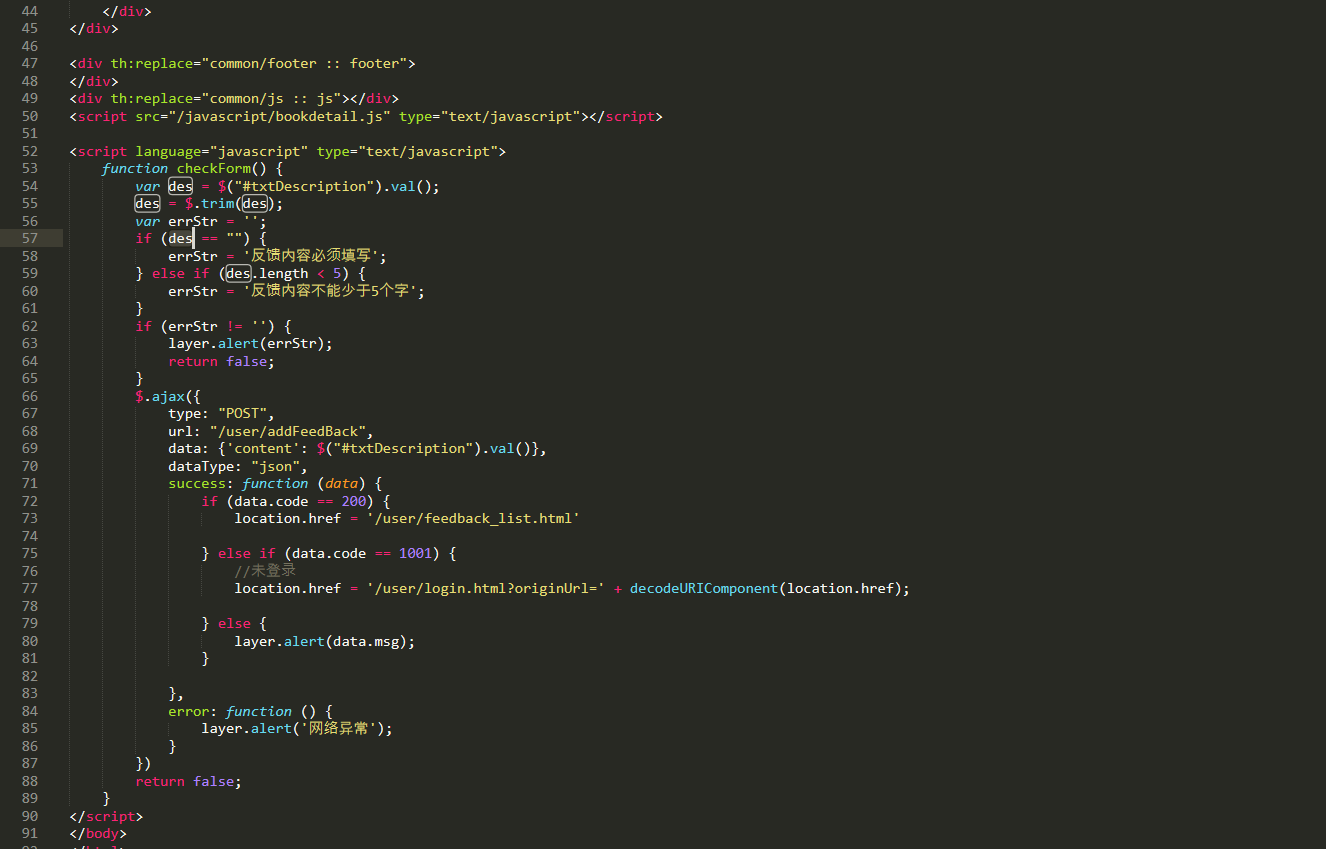 44 </div>
45 </div>
46
47 <div th:replace="common/footer :: footer">
48 </div>
49 <div th:replace="common/js :: js"></div>
50 <script src="/javascript/bookdetail.js" type="text/javascript"></script>
51
52 <script language="javascript" type="text/javascript">
53 function checkForm() {
54 var des = $("#txtDescription").val();
55 des = $.trim(des);
56 var errStr = '';
57 if (des == "") {
58 errStr = '反馈内容必须填写';
59 } else if (des.length < 5) {
60 errStr = '反馈内容不能少于5个字';
61 }
62 if (errStr != '') {
63 layer.alert(errStr);
64 return false;
65 }
66 $.ajax({
67 type: "POST",
68 url: "/user/addFeedBack",
69 data: {'content': $("#txtDescription").val()},
70 dataType: "json",
71 success: function (data) {
72 if (data.code == 200) {
73 location.href = '/user/feedback_list.html'
74
75 } else if (data.code == 1001) {
76 //未登录
77 location.href = '/user/login.html?originUrl=' + decodeURIComponent(location.href);
78
79 } else {
80 layer.alert(data.msg);
81 }
82
83 },
84 error: function () {
85 layer.alert('网络异常');
86 }
87 })
88 return false;
89 }
90 </script>
91 </body>